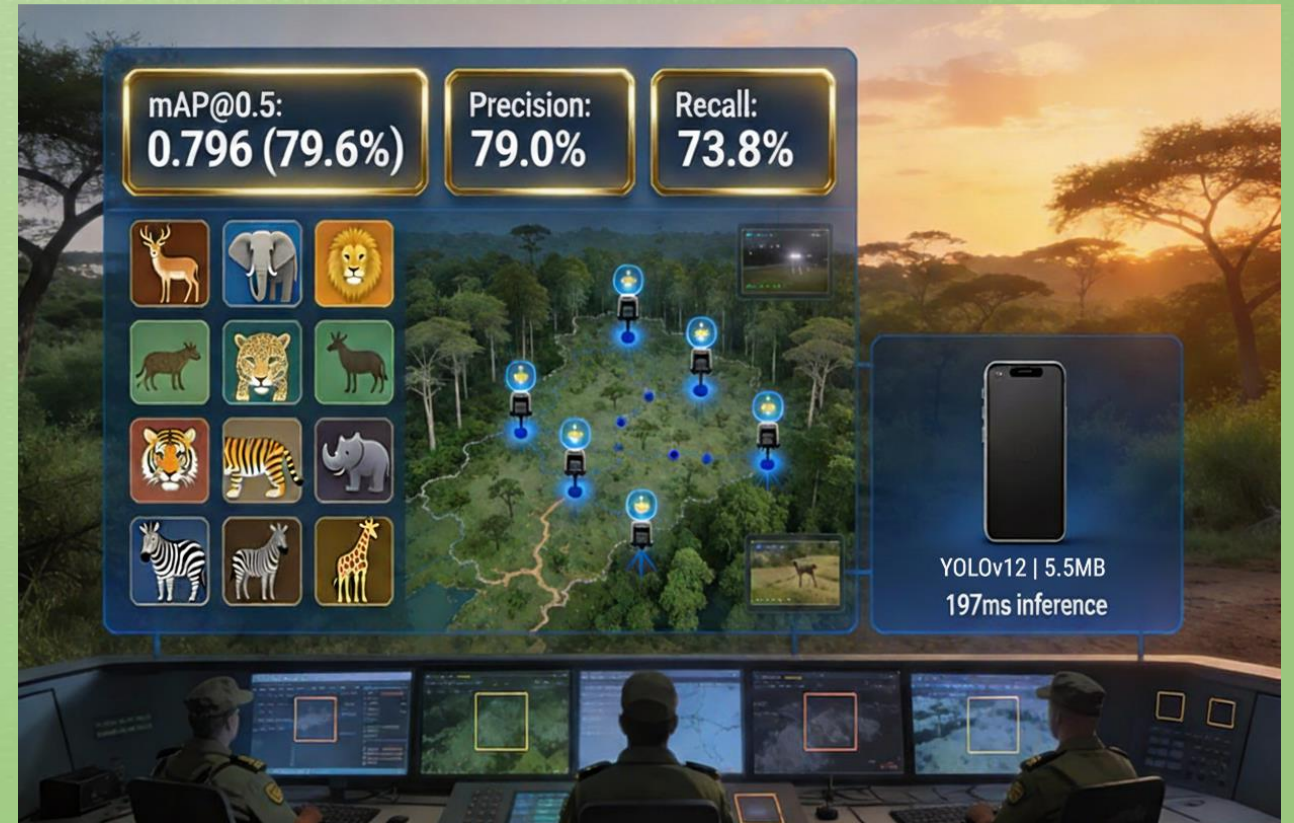 mAP@0.5:
0.796 (79.6%)
Precision:
79.0%
Recall:
73.8%
YOLOv12 | 5.5MB
197ms inference